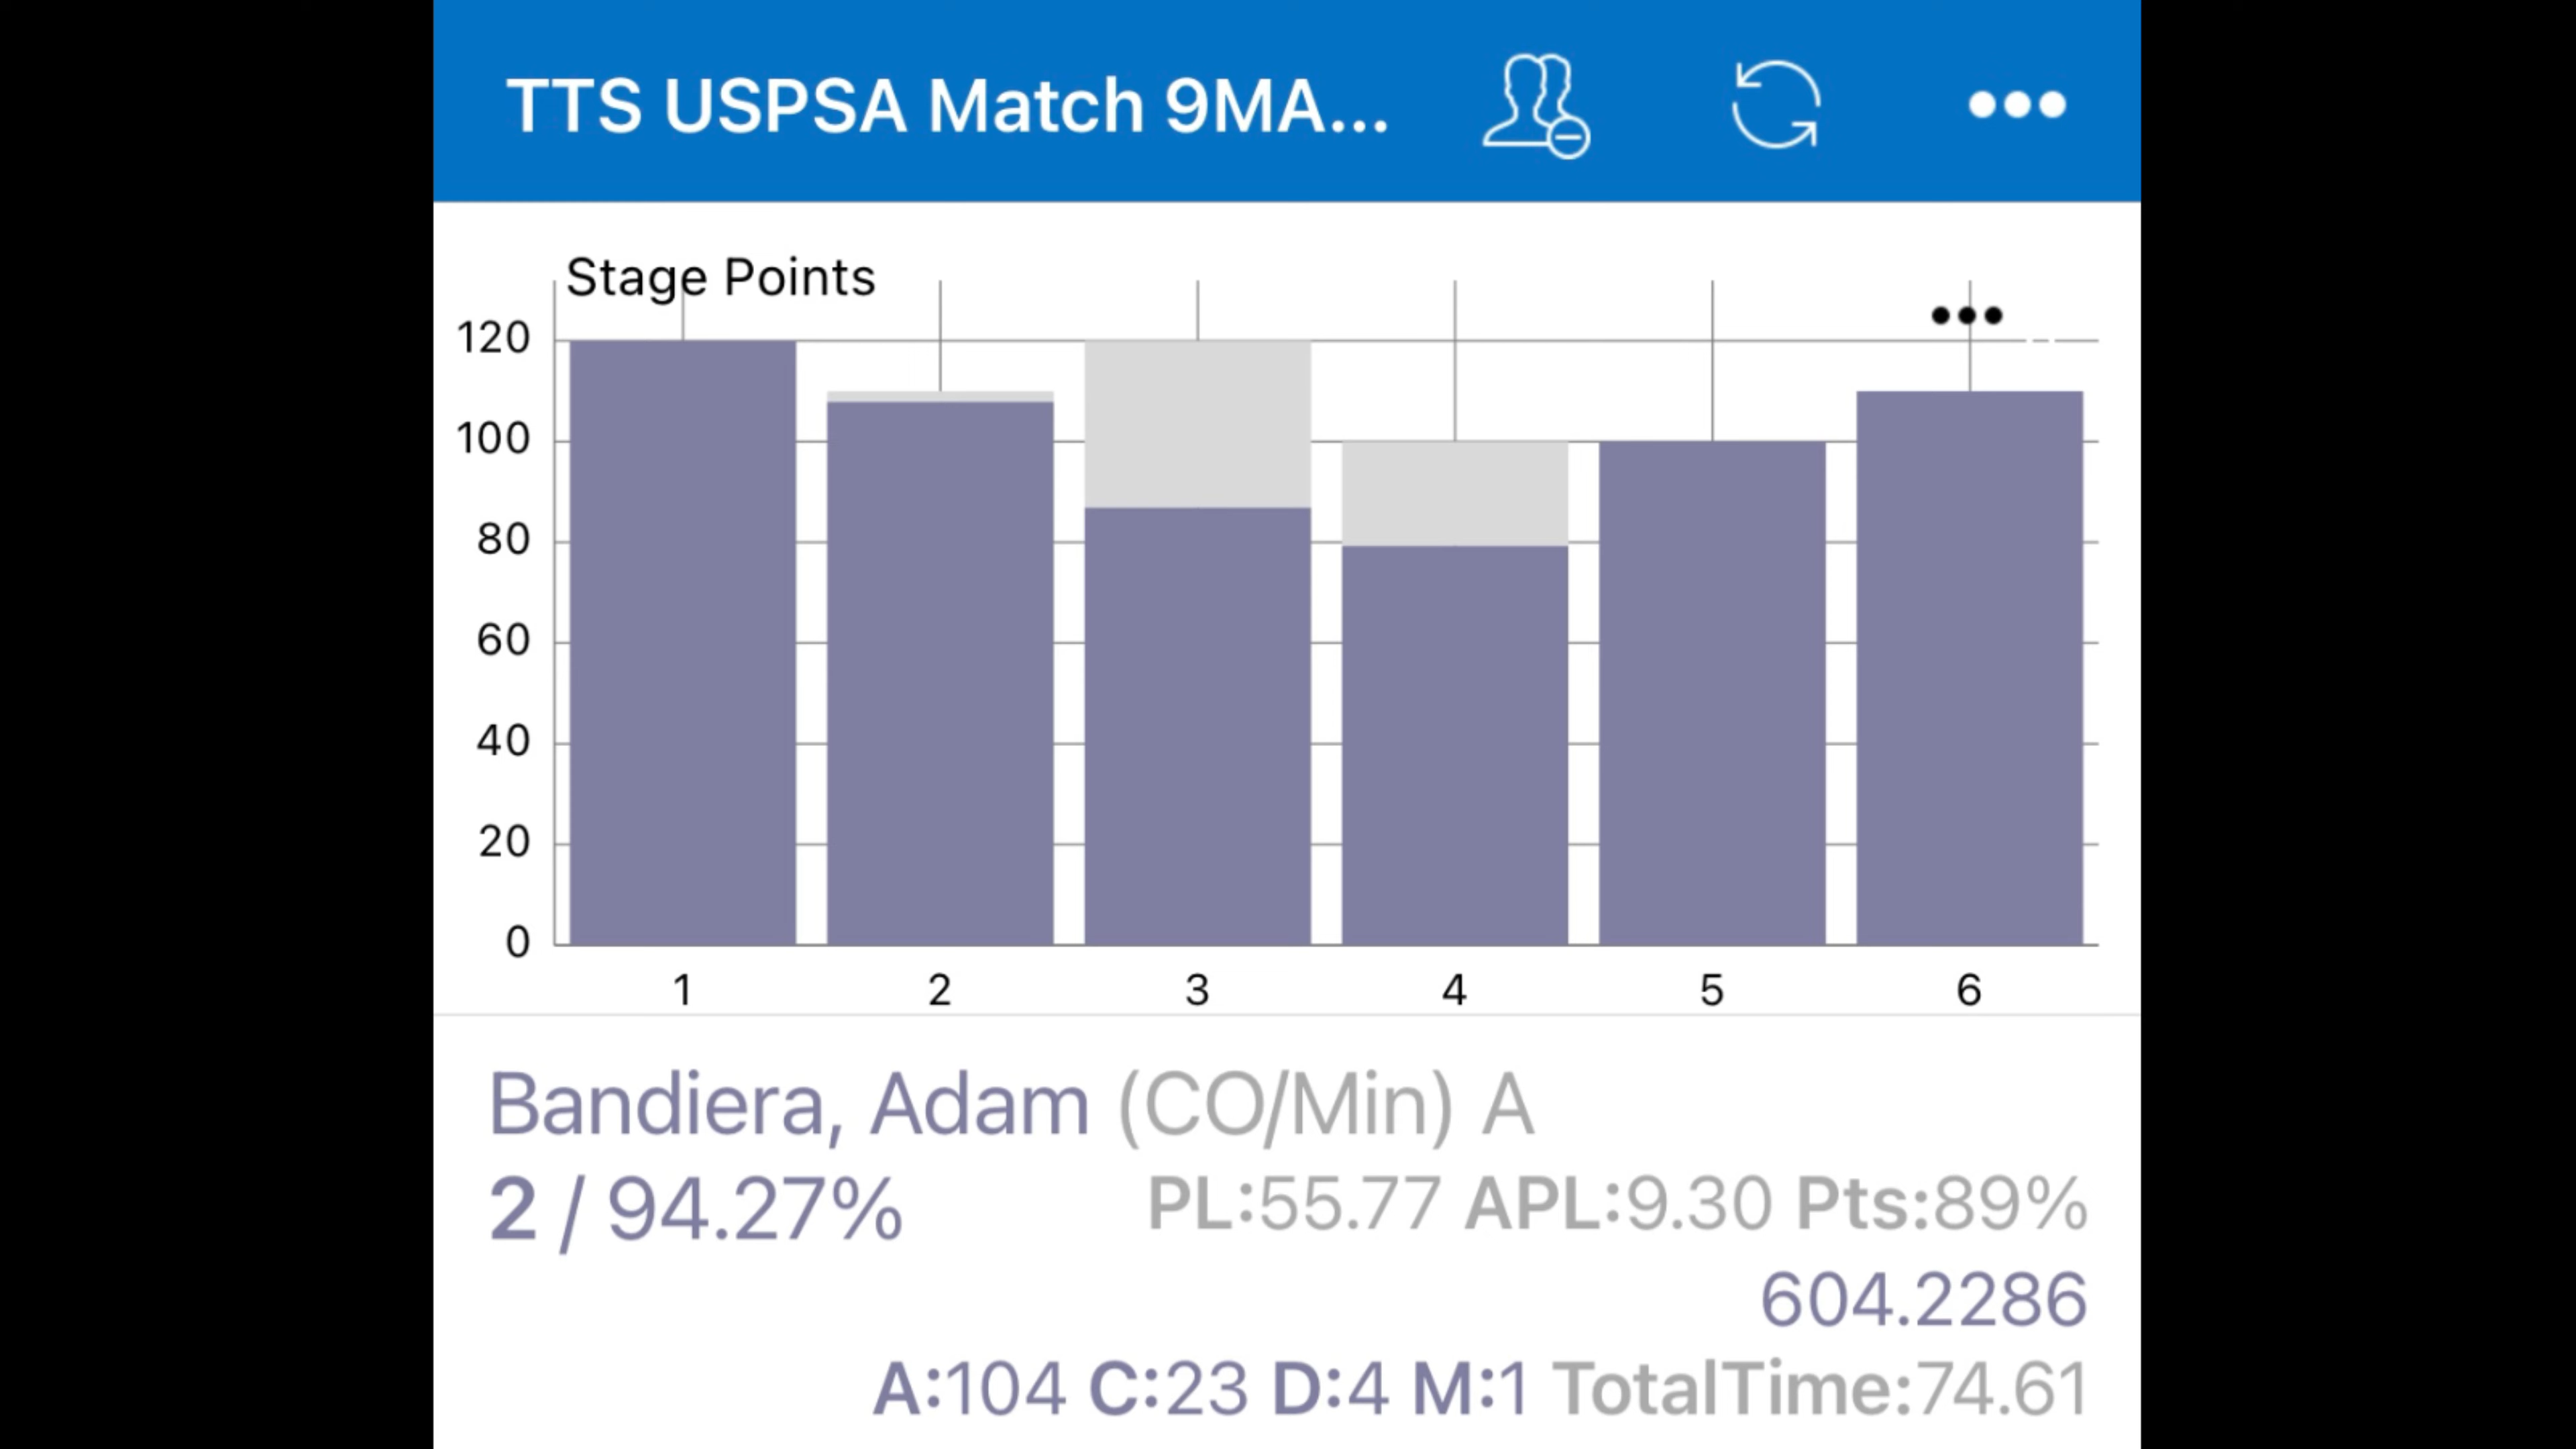 TTS USPSA Match 9MA...
Stage Points
120
100
80
60
40
20
0
1 2 3 4 5 6
Bandiera, Adam (CO/Min) A
2 / 94.27% PL:55.77 APL:9.30 Pts:89%
604.2286
A:104 C:23 D:4 M:1 TotalTime:74.61